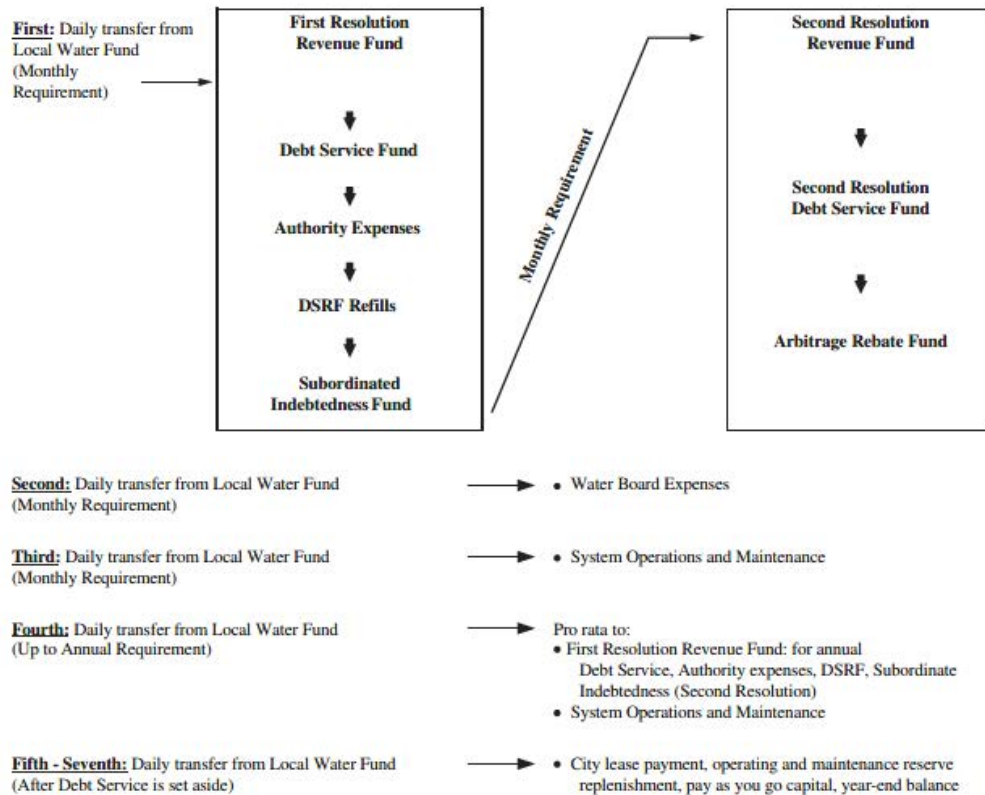 First: Daily transfer from
Local Water Fund
(Monthly
Requirement)
First Resolution
Revenue Fund
Debt Service Fund
Authority Expenses
DSRF Refills
Subordinated
Indebtedness Fund
Monthly Requirement
Second Resolution
Revenue Fund
Second Resolution
Debt Service Fund
Arbitrage Rebate Fund
Second: Daily transfer from Local Water Fund
(Monthly Requirement)
• Water Board Expenses
Third: Daily transfer from Local Water Fund
(Monthly Requirement)
• System Operations and Maintenance
Fourth: Daily transfer from Local Water Fund
(Up to Annual Requirement)
Pro rata to:
• First Resolution Revenue Fund: for annual
Debt Service, Authority expenses, DSRF, Subordinate
Indebtedness (Second Resolution)
• System Operations and Maintenance
Fifth - Seventh: Daily transfer from Local Water Fund
(After Debt Service is set aside)
• City lease payment, operating and maintenance reserve
replenishment, pay as you go capital, year-end balance